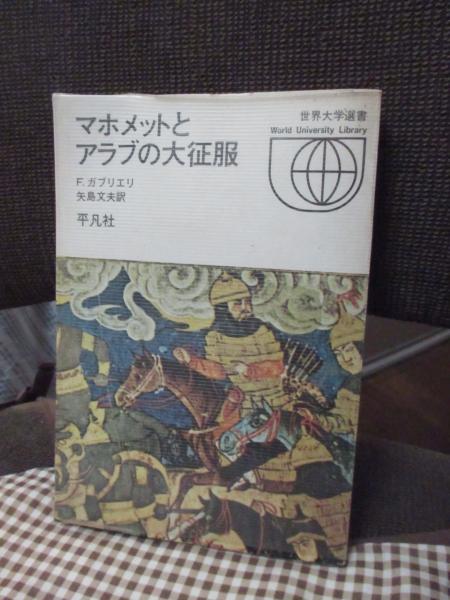 マホメットと
アラブの大征服
F.ガブリエリ
矢島文夫訳
平凡社
世界大学選書
World University Library